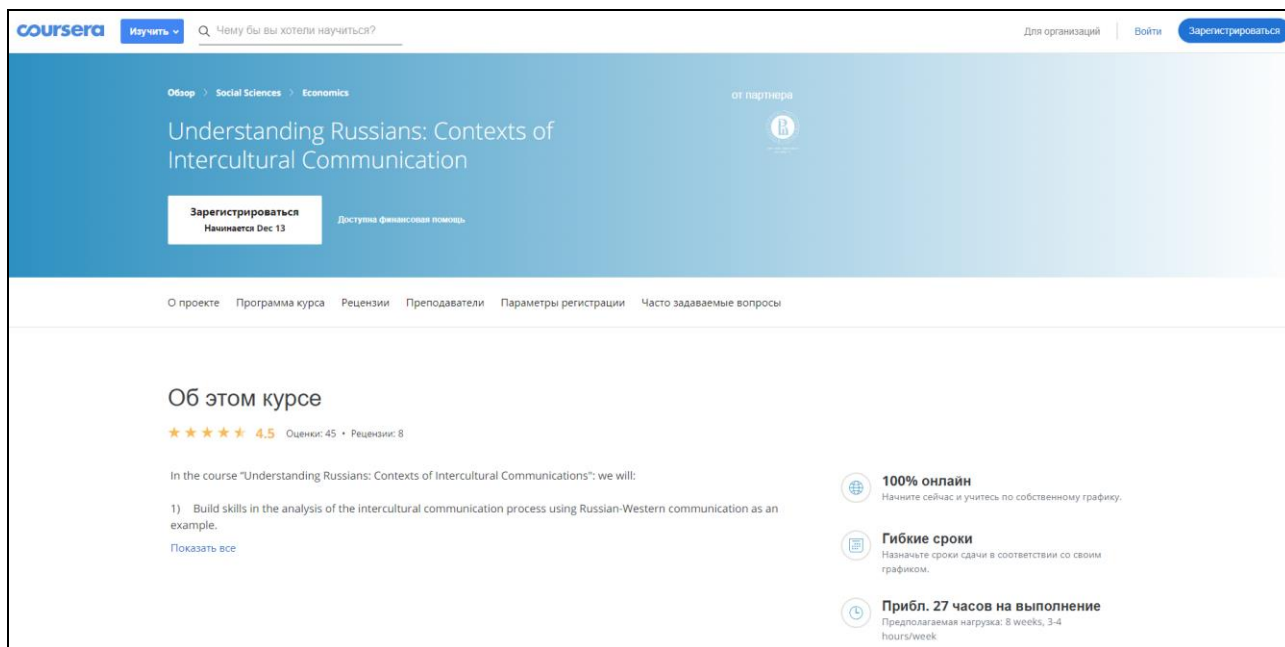 coursera
Изучить
Чему бы вы хотели научиться?
Для организаций
Войти
Зарегистрироваться
Обзор > Social Sciences > Economics
от партнера
Understanding Russians: Contexts of
Intercultural Communication
Зарегистрироваться
Начинается Dec 13
Доступна финансовая помощь
О проекте Программа курса Рецензии Преподаватели Параметры регистрации Часто задаваемые вопросы
Об этом курсе
4.5 Оценки: 45 • Рецензии: 8
In the course "Understanding Russians: Contexts of Intercultural Communications": we will:
1) Build skills in the analysis of the intercultural communication process using Russian-Western communication as an
example.
Показать все
100% онлайн
Начните сейчас и учитесь по собственному графику.
Гибкие сроки
Назначьте сроки сдачи в соответствии со своим
графиком.
Прибл. 27 часов на выполнение
Предполагаемая нагрузка: 8 weeks, 3-4
hours/week